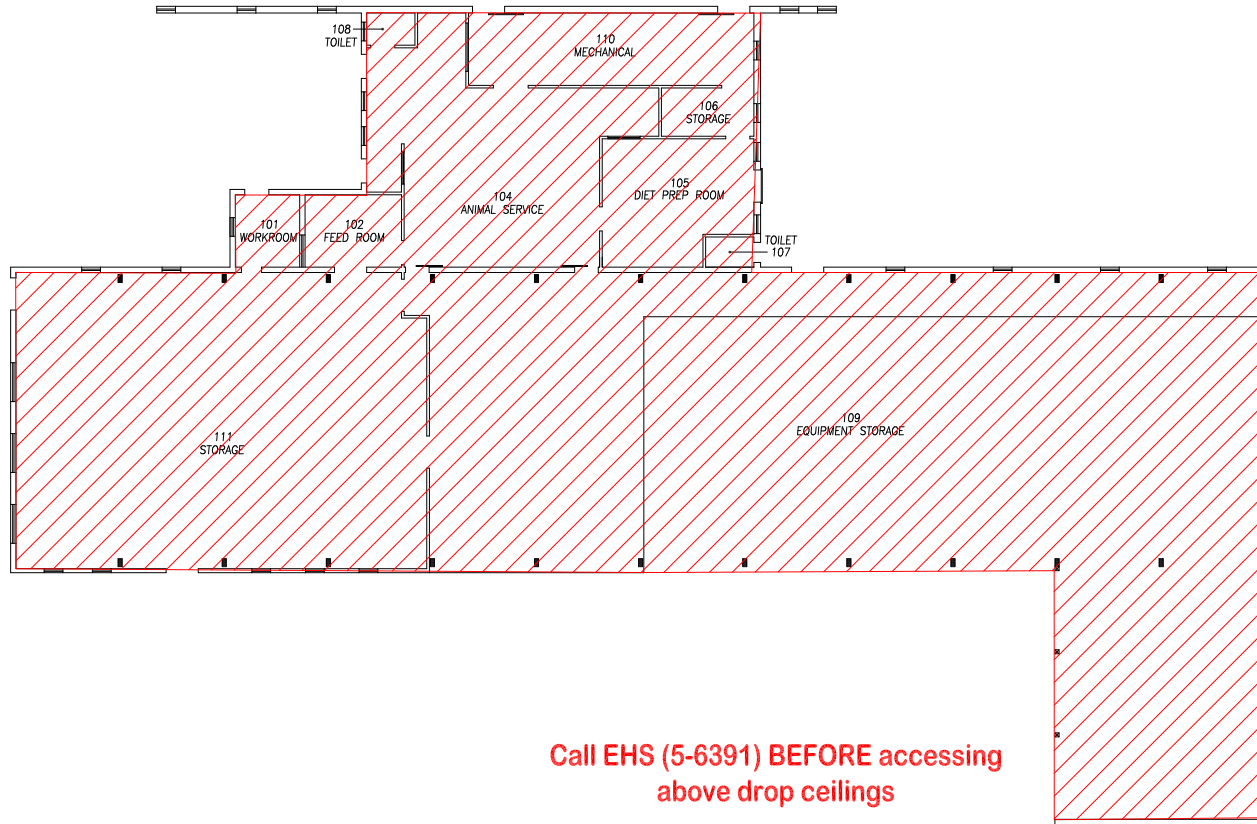 108
TOILET
110
MECHANICAL
106
STORAGE
105
DIET PREP ROOM
104
ANIMAL SERVICE
101
WORKROOM
102
FEED ROOM
TOILET
107
109
EQUIPMENT STORAGE
111
STORAGE
Call EHS (5-6391) BEFORE accessing
above drop ceilings